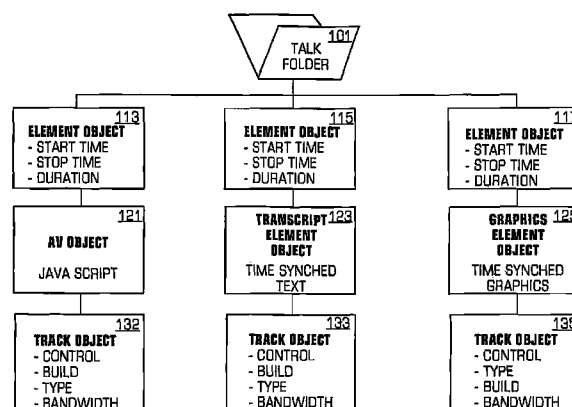 101
TALK
FOLDER
113
ELEMENT OBJECT
- START TIME
- STOP TIME
- DURATION
115
ELEMENT OBJECT
- START TIME
- STOP TIME
- DURATION
117
ELEMENT OBJECT
- START TIME
- STOP TIME
- DURATION
121
AV OBJECT
JAVA SCRIPT
TRANSCRIPT 123
ELEMENT
OBJECT
TIME SYNCHED
TEXT
GRAPHICS 125
ELEMENT
OBJECT
TIME SYNCHED
GRAPHICS
132
TRACK OBJECT
- CONTROL
- BUILD
- TYPE
- BANDWIDTH
133
TRACK OBJECT
- CONTROL
- BUILD
- TYPE
- BANDWIDTH
135
TRACK OBJECT
- CONTROL
- TYPE
- BUILD
- BANDWIDTH